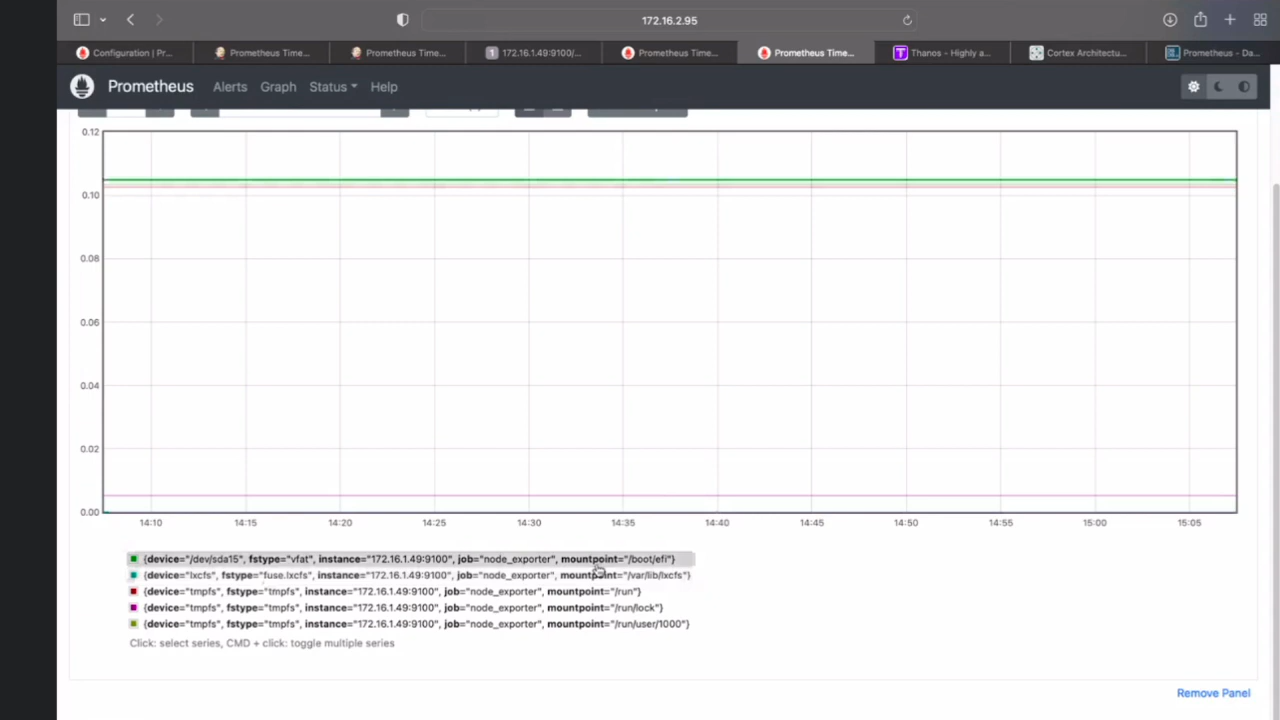 172.16.2.95
Configuration | Pr... Prometheus Time... Prometheus Time... 1 172.16.1.49:9100/... Prometheus Time... Prometheus Time... Thanos - Highly a... Cortex Architectu... Prometheus - Da...
Prometheus Alerts Graph Status Help
0.12
0.10
0.08
0.06
0.04
0.02
0.00
14:10 14:15 14:20 14:25 14:30 14:35 14:40 14:45 14:50 14:55 15:00 15:05
{device="/dev/sda15", fstype="vfat", instance="172.16.1.49:9100", job="node_exporter", mountpoint="/boot/efi"}
{device="lxcfs", fstype="fuse.lxcfs", instance="172.16.1.49:9100", job="node_exporter", mountpoint="/var/lib/lxcfs"}
{device="tmpfs", fstype="tmpfs", instance="172.16.1.49:9100", job="node_exporter", mountpoint="/run"}
{device="tmpfs", fstype="tmpfs", instance="172.16.1.49:9100", job="node_exporter", mountpoint="/run/lock"}
{device="tmpfs", fstype="tmpfs", instance="172.16.1.49:9100", job="node_exporter", mountpoint="/run/user/1000"}
Click: select series, CMD + click: toggle multiple series
Remove Panel